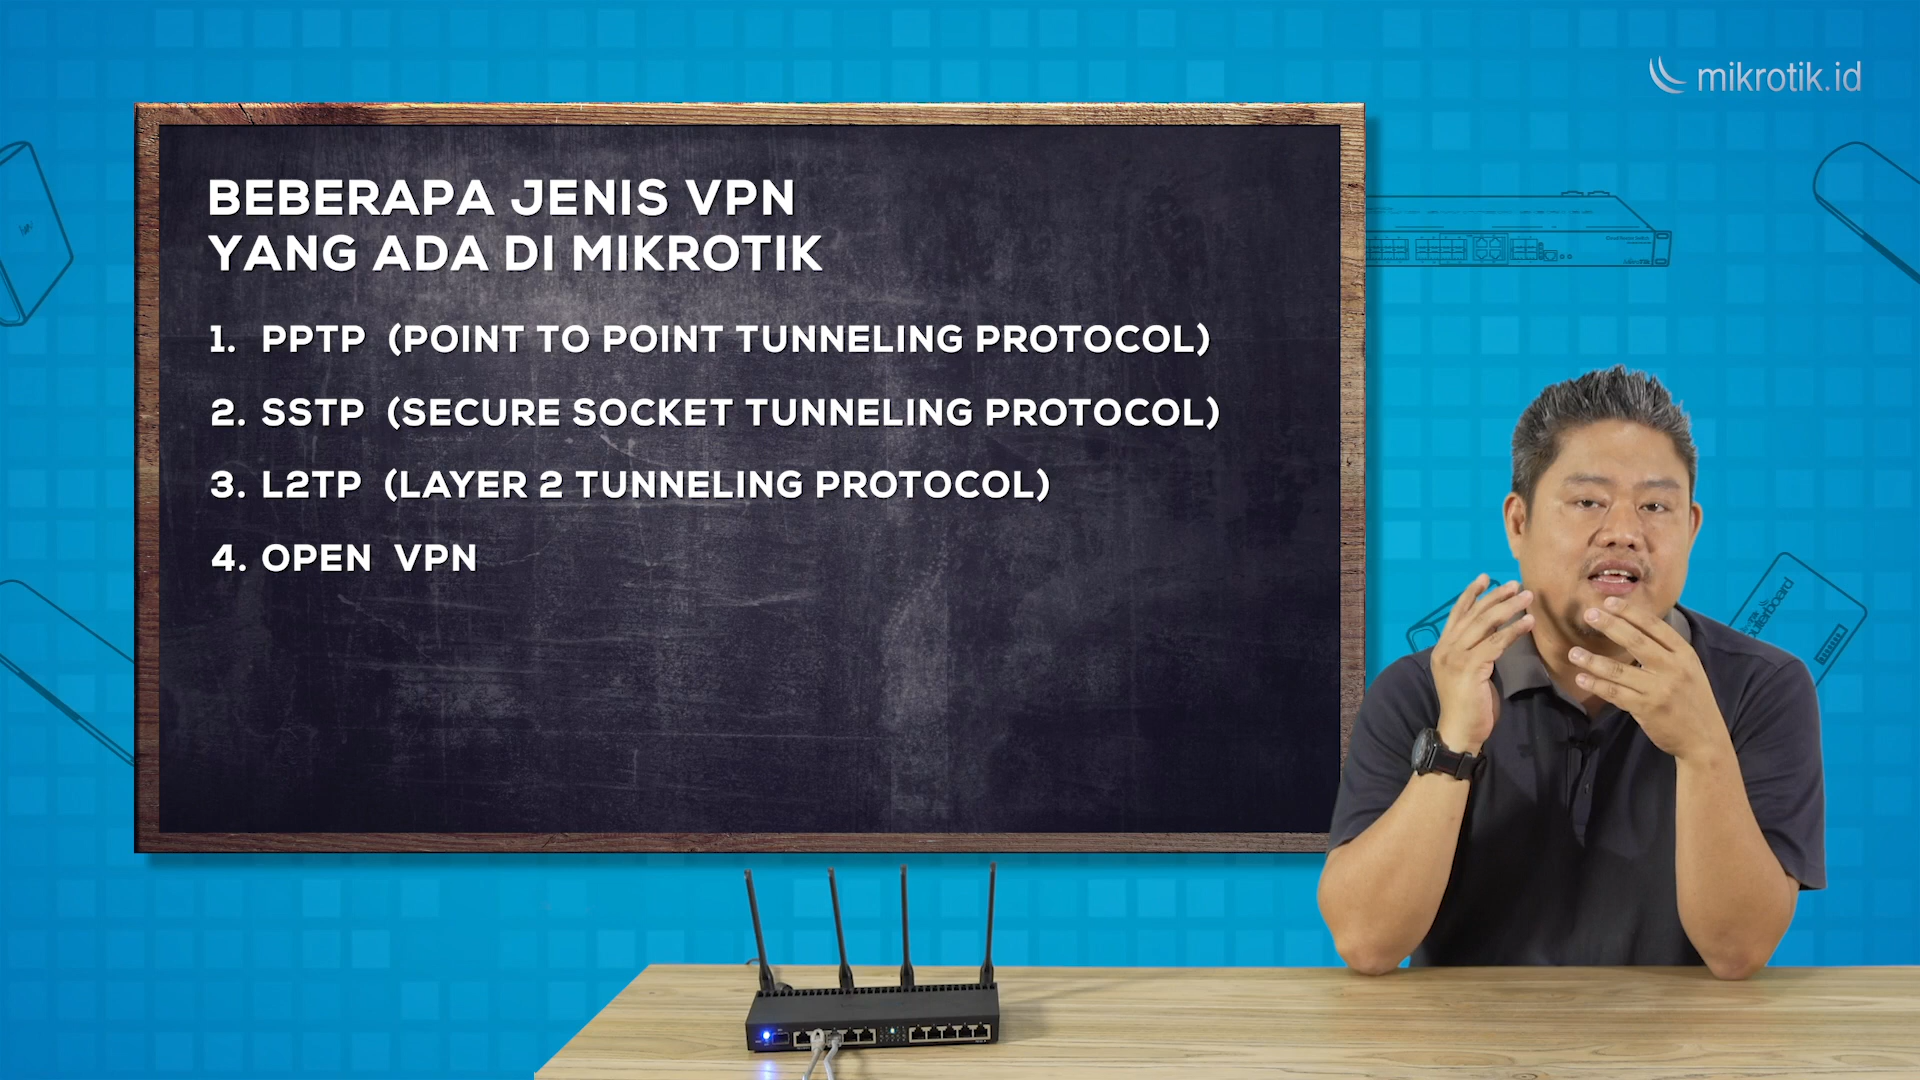 mikrotik.id
BEBERAPA JENIS VPN
YANG ADA DI MIKROTIK
1. PPTP (POINT TO POINT TUNNELING PROTOCOL)
2. SSTP (SECURE SOCKET TUNNELING PROTOCOL)
3. L2TP (LAYER 2 TUNNELING PROTOCOL)
4. OPEN VPN